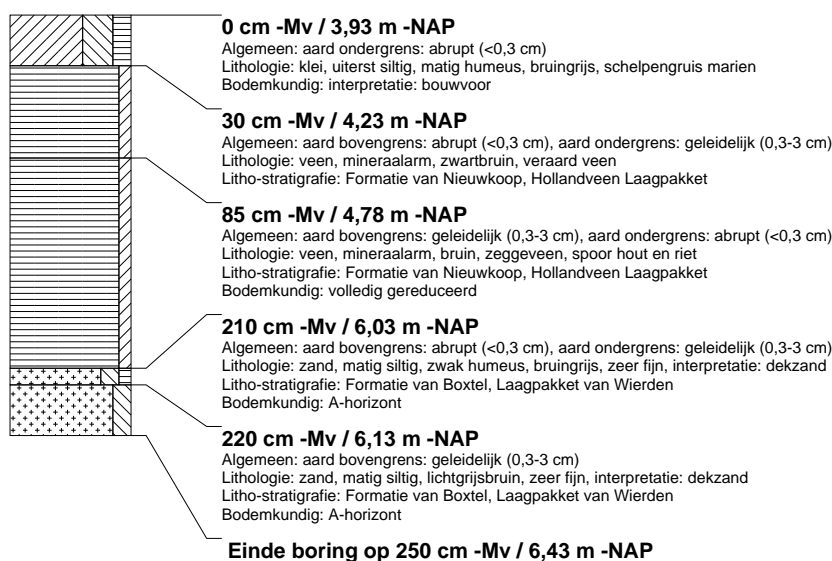 0 cm -Mv / 3,93 m -NAP
Algemeen: aard ondergrens: abrupt (<0,3 cm)
Lithologie: klei, uiterst siltig, matig humeus, bruingrijs, schelpengruis marien
Bodemkundig: interpretatie: bouwvoor
30 cm -Mv / 4,23 m -NAP
Algemeen: aard bovengrens: abrupt (<0,3 cm), aard ondergrens: geleidelijk (0,3-3 cm)
Lithologie: veen, mineraalarm, zwartbruin, veraard veen
Litho-stratigrafie: Formatie van Nieuwkoop, Hollandveen Laagpakket
85 cm -Mv / 4,78 m -NAP
Algemeen: aard bovengrens: geleidelijk (0,3-3 cm), aard ondergrens: abrupt (<0,3 cm)
Lithologie: veen, mineraalarm, bruin, zeggeveen, spoor hout en riet
Litho-stratigrafie: Formatie van Nieuwkoop, Hollandveen Laagpakket
Bodemkundig: volledig gereduceerd
210 cm -Mv / 6,03 m -NAP
Algemeen: aard bovengrens: abrupt (<0,3 cm), aard ondergrens: geleidelijk (0,3-3 cm)
Lithologie: zand, matig siltig, zwak humeus, bruingrijs, zeer fijn, interpretatie: dekzand
Litho-stratigrafie: Formatie van Boxtel, Laagpakket van Wierden
Bodemkundig: A-horizont
220 cm -Mv / 6,13 m -NAP
Algemeen: aard bovengrens: geleidelijk (0,3-3 cm)
Lithologie: zand, matig siltig, lichtgrijsbruin, zeer fijn, interpretatie: dekzand
Litho-stratigrafie: Formatie van Boxtel, Laagpakket van Wierden
Bodemkundig: A-horizont
Einde boring op 250 cm -Mv / 6,43 m -NAP